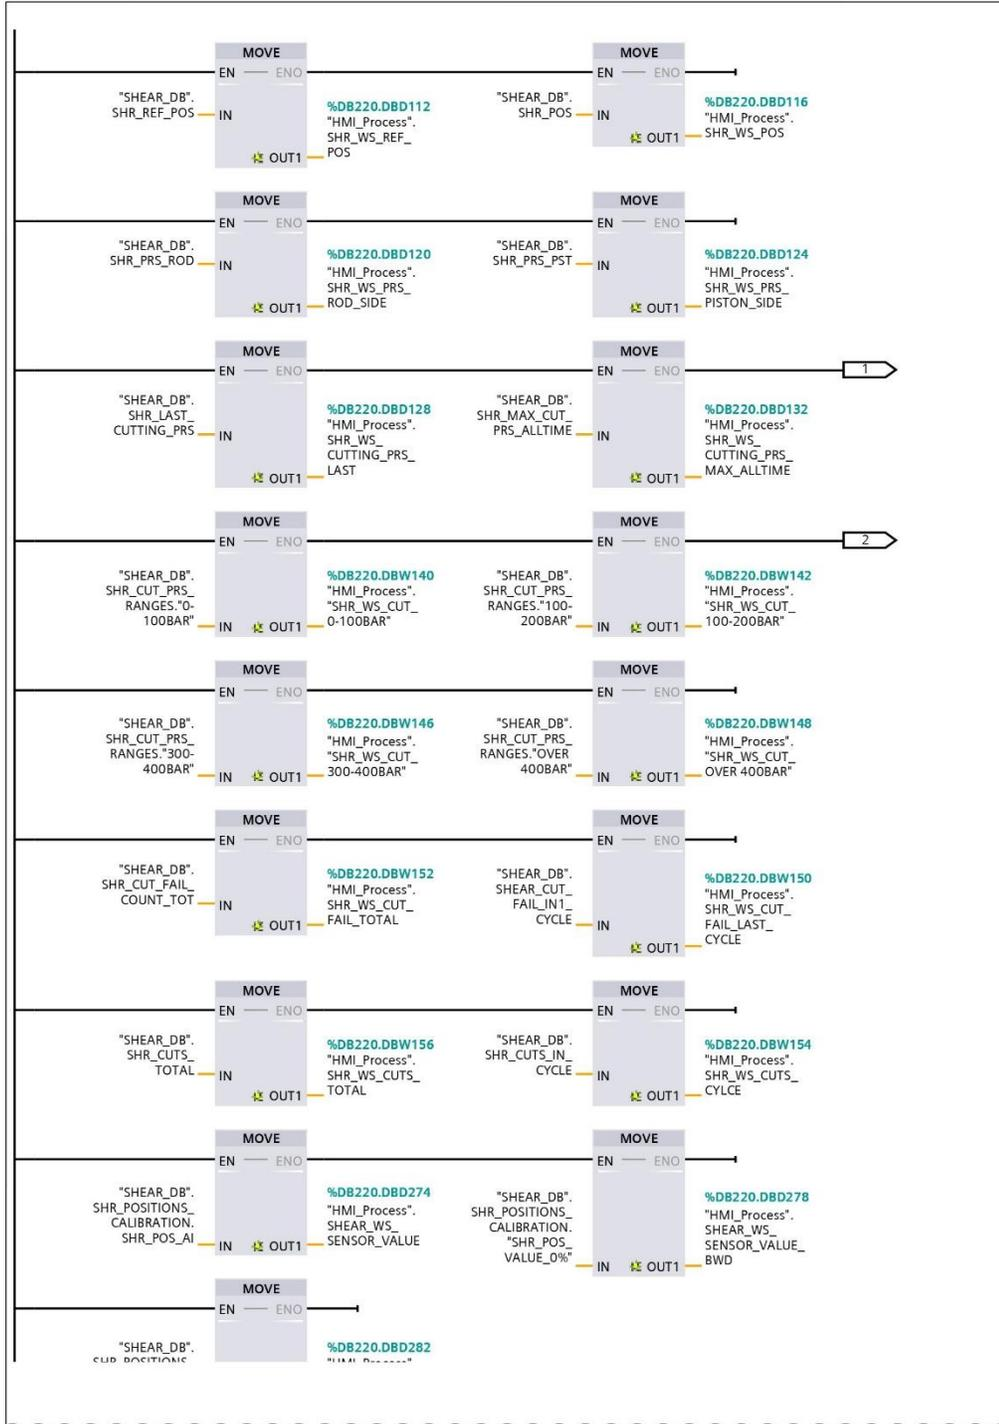 MOVE
EN ENO
"SHEAR_DB".
SHR_REF_POS
IN
%DB220.DBD112
"HMI_Process".
SHR_WS_REF_
POS
OUT1
MOVE
EN ENO
"SHEAR_DB".
SHR_POS
IN
%DB220.DBD116
"HMI_Process".
SHR_WS_POS
OUT1
MOVE
EN ENO
"SHEAR_DB".
SHR_PRS_ROD
IN
%DB220.DBD120
"HMI_Process".
SHR_WS_PRS_
ROD_SIDE
OUT1
MOVE
EN ENO
"SHEAR_DB".
SHR_PRS_PST
IN
%DB220.DBD124
"HMI_Process".
SHR_WS_PRS_
PISTON_SIDE
OUT1
MOVE
EN ENO
"SHEAR_DB".
SHR_LAST_
CUTTING_PRS
IN
%DB220.DBD128
"HMI_Process".
SHR_WS_
CUTTING_PRS_
LAST
OUT1
MOVE
EN ENO
1
"SHEAR_DB".
SHR_MAX_CUT_
PRS_ALLTIME
IN
%DB220.DBD132
"HMI_Process".
SHR_WS_
CUTTING_PRS_
MAX_ALLTIME
OUT1
MOVE
EN ENO
"SHEAR_DB".
SHR_CUT_PRS_
RANGES."0-
100BAR"
IN
%DB220.DBW140
"HMI_Process".
"SHR_WS_CUT_
0-100BAR"
OUT1
MOVE
EN ENO
2
"SHEAR_DB".
SHR_CUT_PRS_
RANGES."100-
200BAR"
IN
%DB220.DBW142
"HMI_Process".
"SHR_WS_CUT_
100-200BAR"
OUT1
MOVE
EN ENO
"SHEAR_DB".
SHR_CUT_PRS_
RANGES."300-
400BAR"
IN
%DB220.DBW146
"HMI_Process".
"SHR_WS_CUT_
300-400BAR"
OUT1
MOVE
EN ENO
"SHEAR_DB".
SHR_CUT_PRS_
RANGES."OVER
400BAR"
IN
%DB220.DBW148
"HMI_Process".
"SHR_WS_CUT_
OVER 400BAR"
OUT1
MOVE
EN ENO
"SHEAR_DB".
SHR_CUT_FAIL_
COUNT_TOT
IN
%DB220.DBW152
"HMI_Process".
SHR_WS_CUT_
FAIL_TOTAL
OUT1
MOVE
EN ENO
"SHEAR_DB".
SHEAR_CUT_
FAIL_IN1_
CYCLE
IN
%DB220.DBW150
"HMI_Process".
SHR_WS_CUT_
FAIL_LAST_
CYCLE
OUT1
MOVE
EN ENO
"SHEAR_DB".
SHR_CUTS_
TOTAL
IN
%DB220.DBW156
"HMI_Process".
SHR_WS_CUTS_
TOTAL
OUT1
MOVE
EN ENO
"SHEAR_DB".
SHR_CUTS_IN_
CYCLE
IN
%DB220.DBW154
"HMI_Process".
SHR_WS_CUTS_
CYLCE
OUT1
MOVE
EN ENO
"SHEAR_DB".
SHR_POSITIONS_
CALIBRATION.
SHR_POS_AI
IN
%DB220.DBD274
"HMI_Process".
SHEAR_WS_
SENSOR_VALUE
OUT1
MOVE
EN ENO
"SHEAR_DB".
SHR_POSITIONS_
CALIBRATION.
"SHR_POS_
VALUE_0%"
IN
%DB220.DBD278
"HMI_Process".
SHEAR_WS_
SENSOR_VALUE_
BWD
OUT1
MOVE
EN ENO
"SHEAR_DB".
SHR_POSITIONS_
%DB220.DBD282
"HMI_Process".